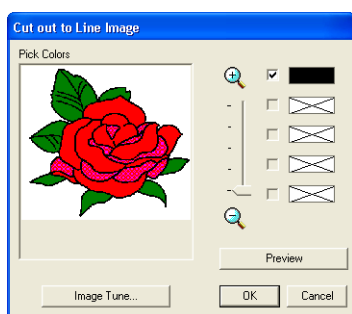 Cut out to Line Image
Pick Colors
Preview
Image Tune...
OK
Cancel